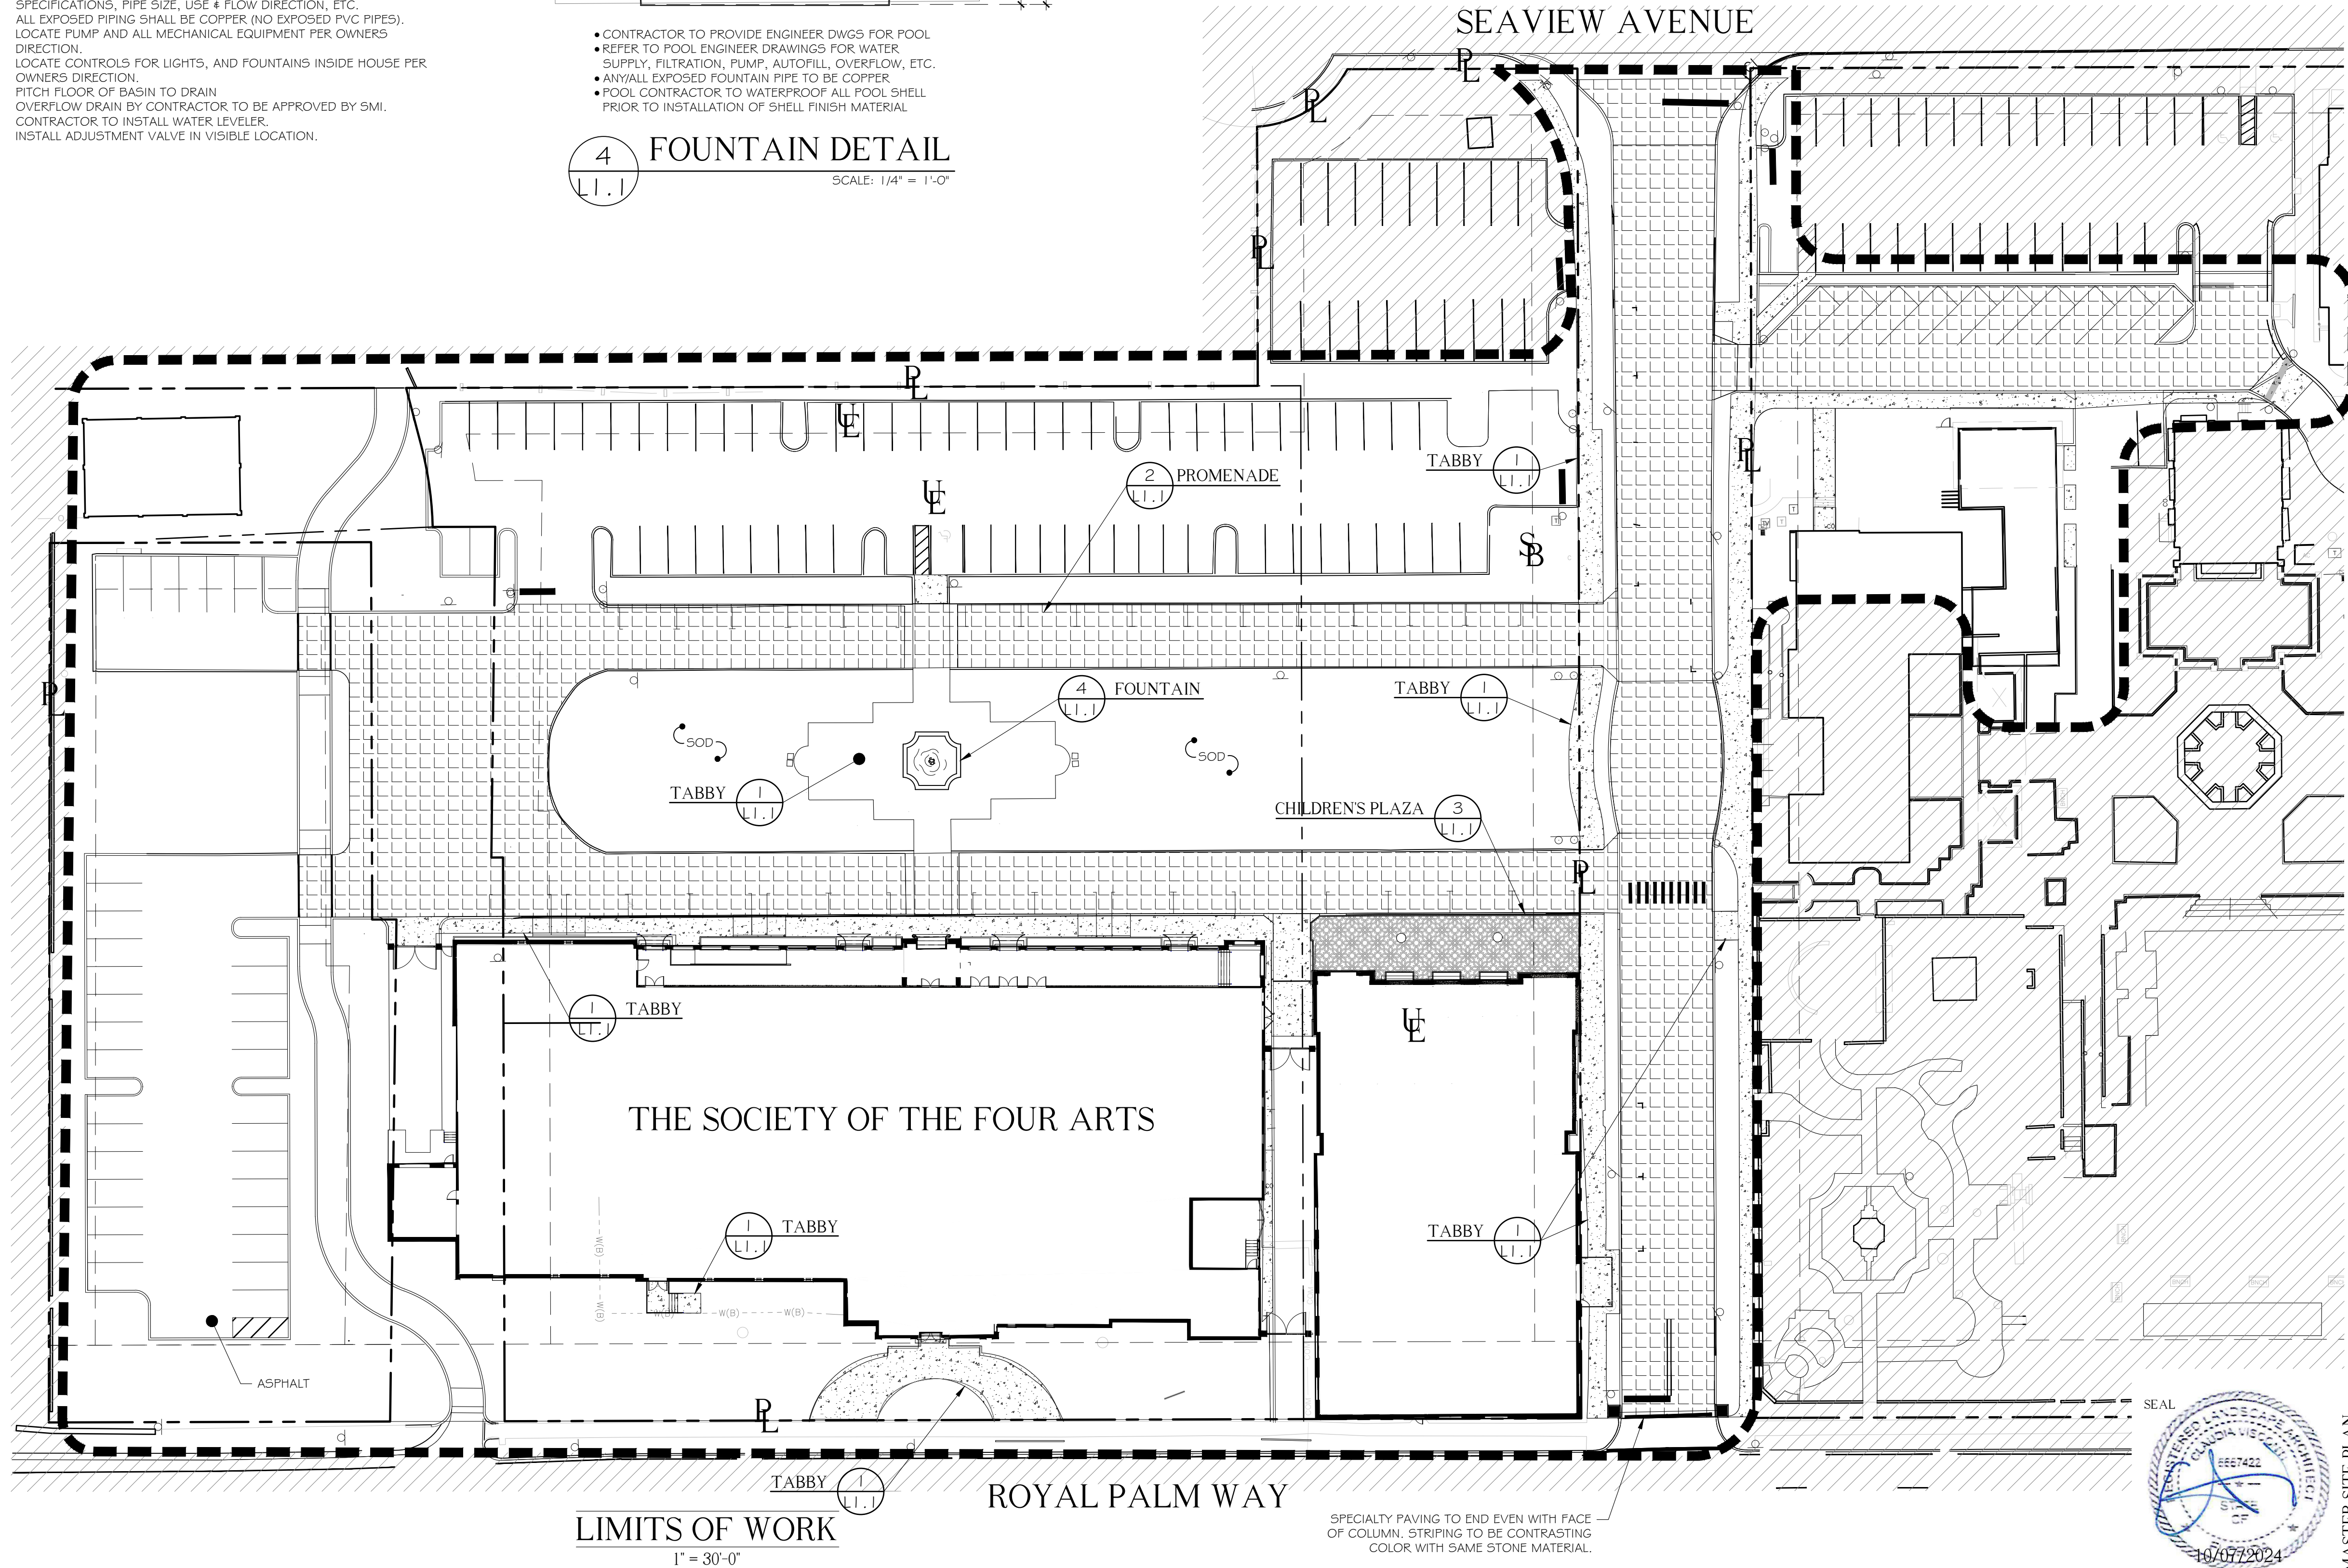 SPECIFICATIONS, PIPE SIZE, USE & FLOW DIRECTION, ETC.
ALL EXPOSED PIPING SHALL BE COPPER (NO EXPOSED PVC PIPES).
LOCATE PUMP AND ALL MECHANICAL EQUIPMENT PER OWNERS
DIRECTION.
LOCATE CONTROLS FOR LIGHTS, AND FOUNTAINS INSIDE HOUSE PER
OWNERS DIRECTION.
PITCH FLOOR OF BASIN TO DRAIN
OVERFLOW DRAIN BY CONTRACTOR TO BE APPROVED BY SMI.
CONTRACTOR TO INSTALL WATER LEVELER.
INSTALL ADJUSTMENT VALVE IN VISIBLE LOCATION.
• CONTRACTOR TO PROVIDE ENGINEER DWGS FOR POOL
• REFER TO POOL ENGINEER DRAWINGS FOR WATER
SUPPLY, FILTRATION, PUMP, AUTOFILL, OVERFLOW, ETC.
• ANY/ALL EXPOSED FOUNTAIN PIPE TO BE COPPER
• POOL CONTRACTOR TO WATERPROOF ALL POOL SHELL
PRIOR TO INSTALLATION OF SHELL FINISH MATERIAL
4
L1.1
FOUNTAIN DETAIL
SCALE: 1/4" = 1'-0"
SEAVIEW AVENUE
PL
PL
PL
PL
UE
UE
2
L1.1
PROMENADE
TABBY
1
L1.1
PL
SB
PL
4
L1.1
FOUNTAIN
TABBY
1
L1.1
SOD
SOD
TABBY
1
L1.1
CHILDREN'S PLAZA
3
L1.1
PL
1
L1.1
TABBY
UE
THE SOCIETY OF THE FOUR ARTS
1
L1.1
TABBY
TABBY
1
L1.1
W(B)
W(B)
W(B)
W(B)
W(B)
ASPHALT
PL
TABBY
1
L1.1
ROYAL PALM WAY
LIMITS OF WORK
1" = 30'-0"
SPECIALTY PAVING TO END EVEN WITH FACE
OF COLUMN. STRIPING TO BE CONTRASTING
COLOR WITH SAME STONE MATERIAL.
SEAL
REGISTERED LANDSCAPE ARCHITECT
STATE
OF
10/07/2024